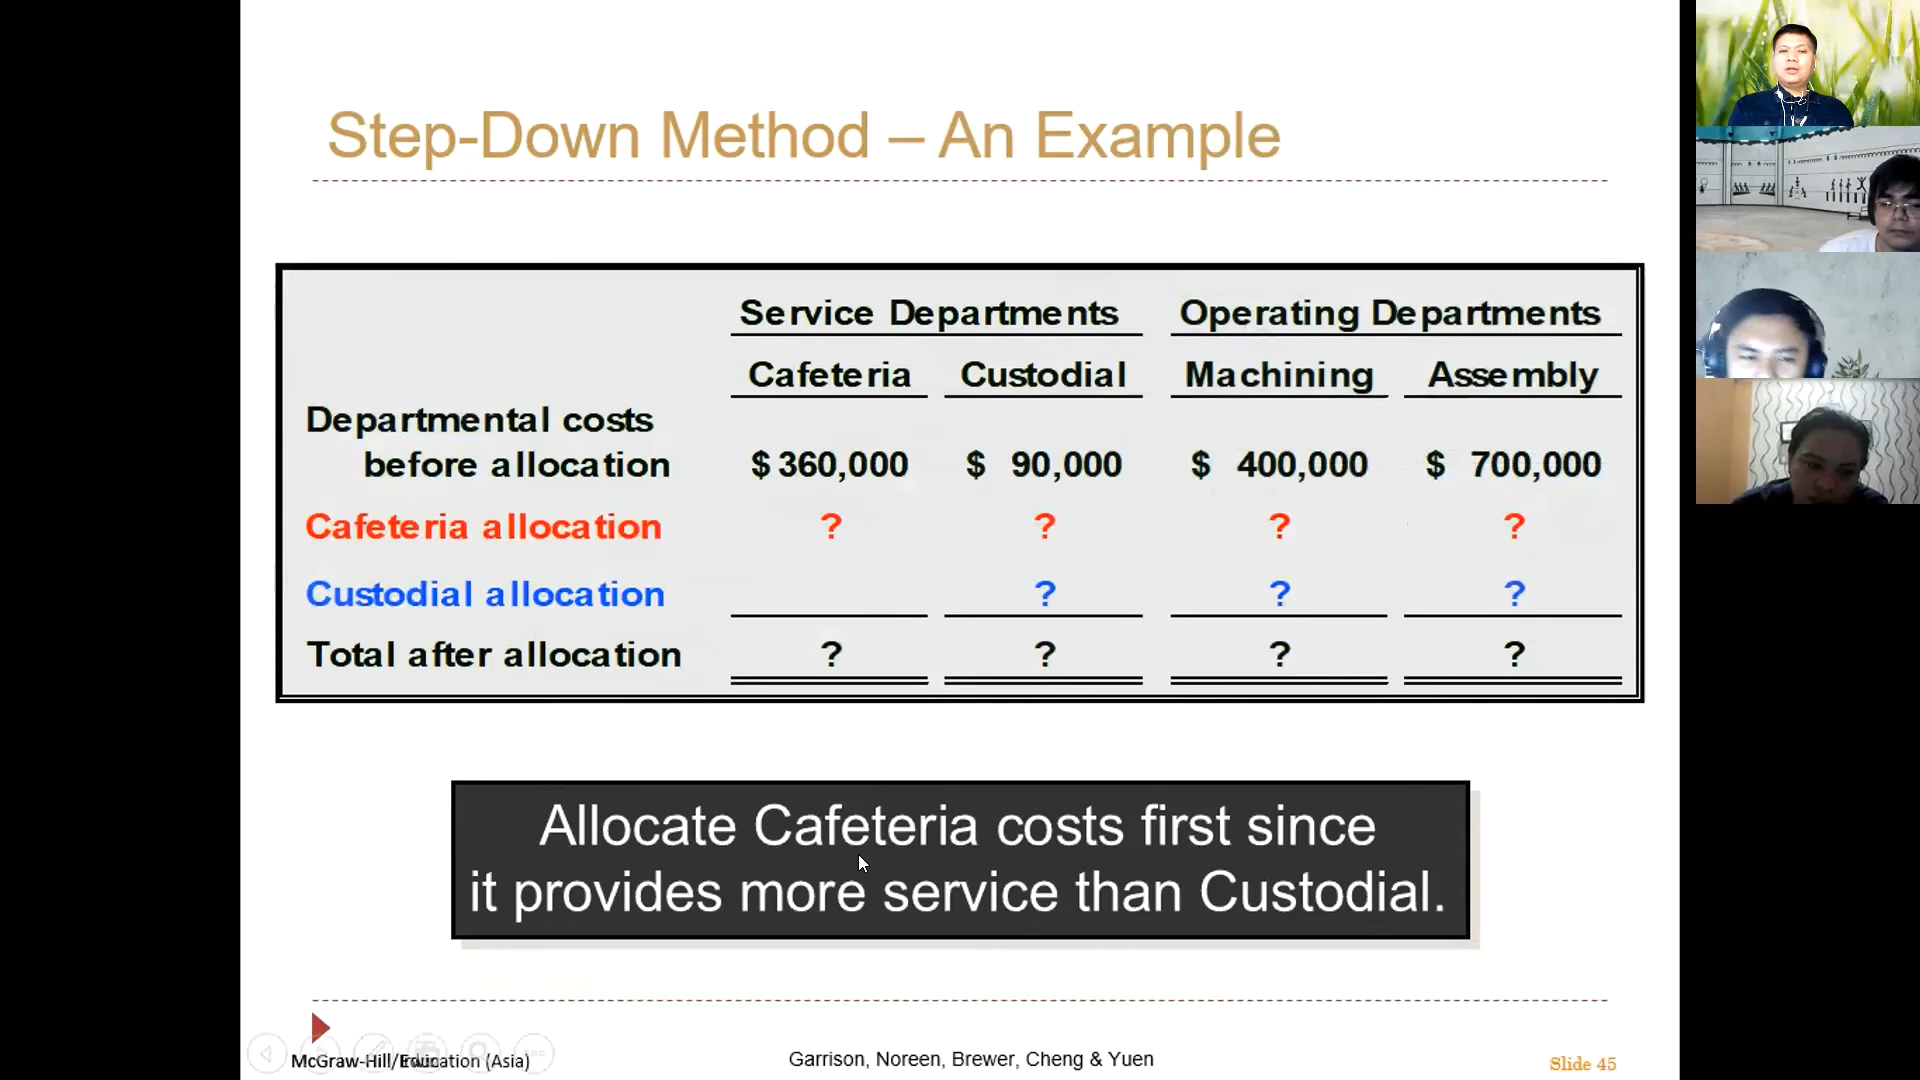 Step-Down Method – An Example
Service Departments Operating Departments
Cafeteria Custodial Machining Assembly
Departmental costs
before allocation $ 360,000 $ 90,000 $ 400,000 $ 700,000
Cafeteria allocation ? ? ? ?
Custodial allocation ? ? ?
Total after allocation ? ? ? ?
Allocate Cafeteria costs first since
it provides more service than Custodial.
McGraw-Hill/Education (Asia) Garrison, Noreen, Brewer, Cheng & Yuen Slide 45